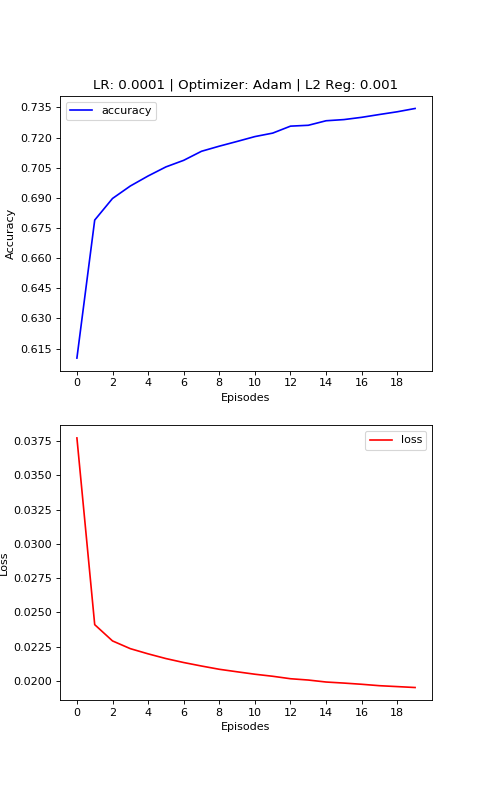 LR: 0.0001 | Optimizer: Adam | L2 Reg: 0.001
accuracy
0.735
0.720
0.705
0.690
0.675
0.660
0.645
0.630
0.615
Accuracy
0 2 4 6 8 10 12 14 16 18
Episodes
loss
0.0375
0.0350
0.0325
0.0300
0.0275
0.0250
0.0225
0.0200
Loss
0 2 4 6 8 10 12 14 16 18
Episodes